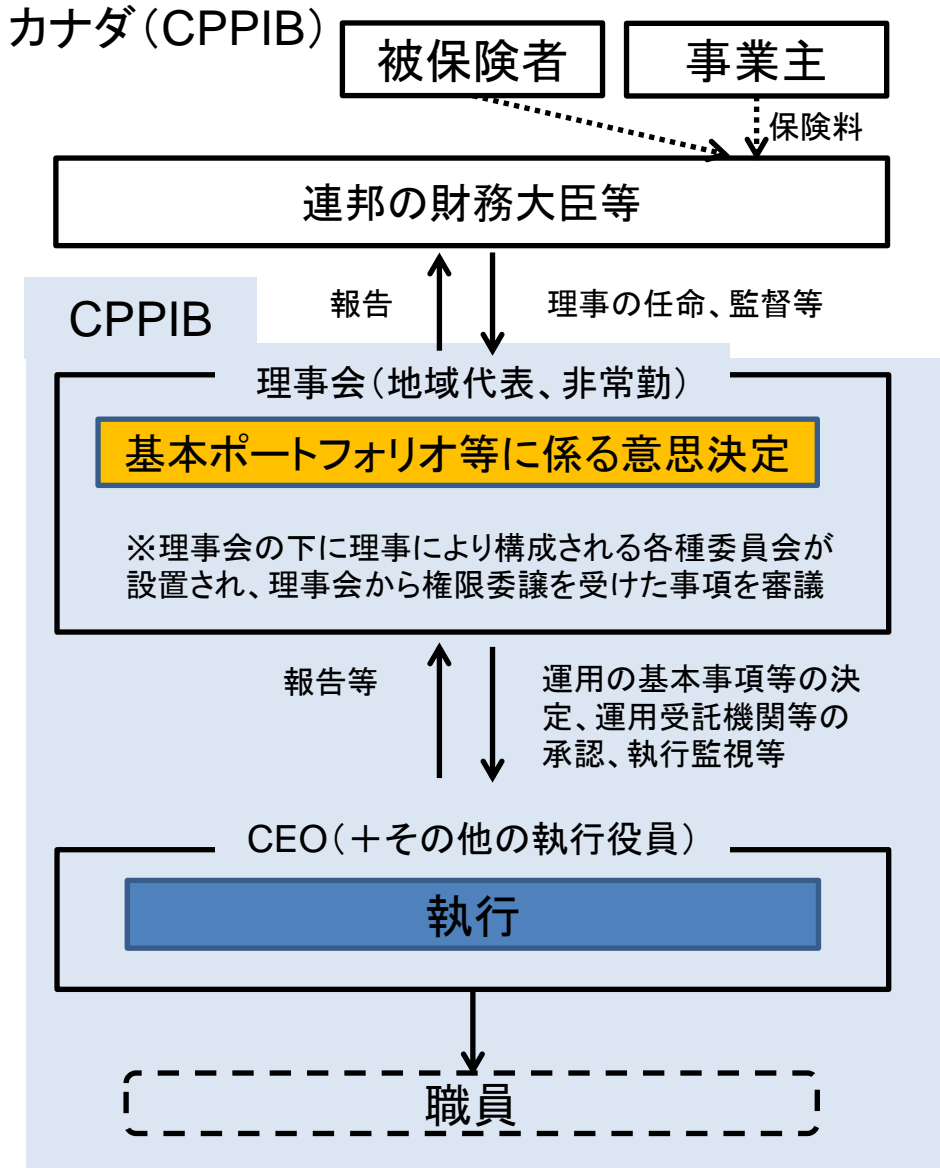 カナダ（CPPIB）
被保険者
事業主
保険料
連邦の財務大臣等
報告
理事の任命、監督等
CPPIB
理事会（地域代表、非常勤）
基本ポートフォリオ等に係る意思決定
※理事会の下に理事により構成される各種委員会が
設置され、理事会から権限委譲を受けた事項を審議
報告等
運用の基本事項等の決
定、運用受託機関等の
承認、執行監視等
CEO（＋その他の執行役員）
執行
職員